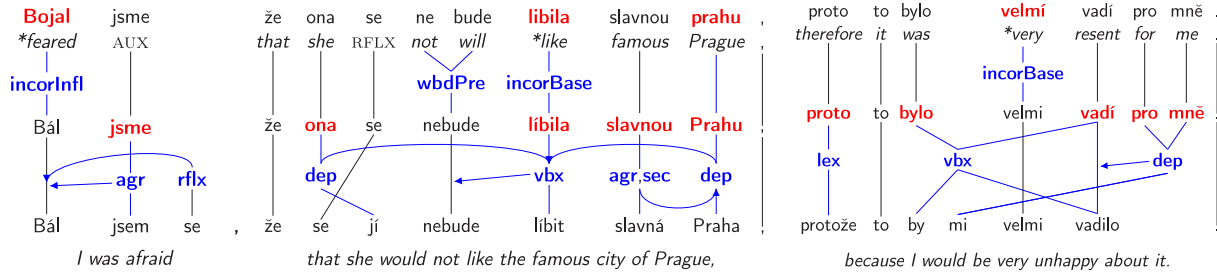 Bojal jsme že ona se ne bude libila slavnou prahu , proto to bylo velmí vadí pro mně .
*feared AUX that she RFLX not will *like famous Prague , therefore it was *very resent for me .
incorInfl wbdPre incorBase incorBase
Bál jsme že ona se nebude líbila slavnou Prahu , proto to bylo velmi vadí pro mně .
agr rflx dep vbx agr,sec dep lex vbx dep
Bál jsem se , že se jí nebude líbit slavná Praha , protože to by mi velmi vadilo .
I was afraid that she would not like the famous city of Prague, because I would be very unhappy about it.